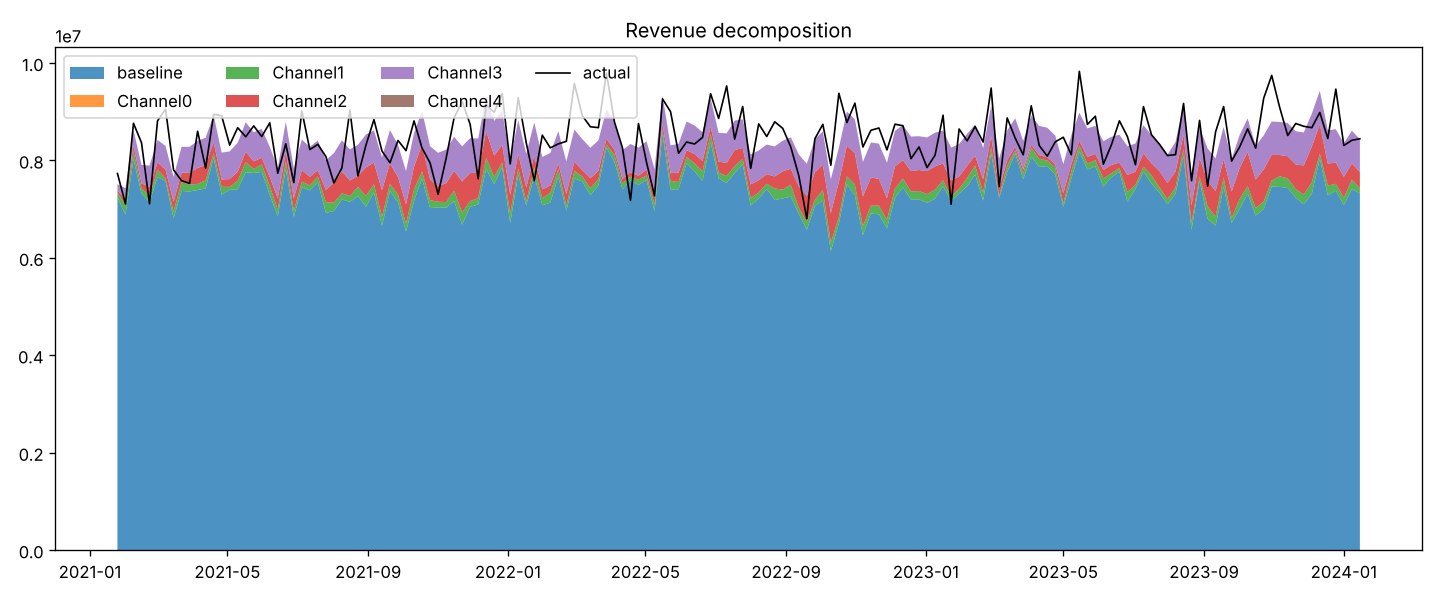 Revenue decomposition
1e7
baseline Channel1 Channel3 actual
Channel0 Channel2 Channel4
1.0
0.8
0.6
0.4
0.2
0.0
2021-01 2021-05 2021-09 2022-01 2022-05 2022-09 2023-01 2023-05 2023-09 2024-01